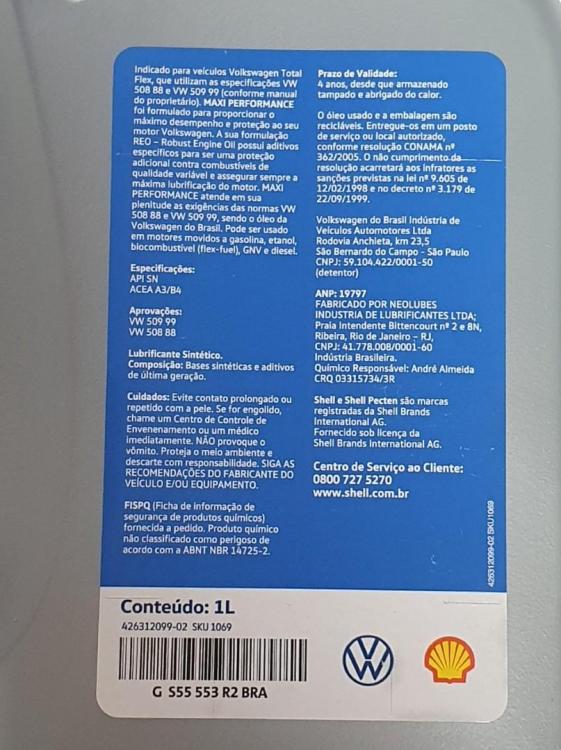 Indicado para veículos Volkswagen Total
Flex, que utilizam as especificações VW
508 88 e VW 509 99 (conforme manual
do proprietário). MAXI PERFORMANCE
foi formulado para proporcionar o
máximo desempenho e proteção ao seu
motor Volkswagen. A sua formulação
REO – Robust Engine Oil possui aditivos
específicos para ser uma proteção
adicional contra combustíveis de
qualidade variável e assegurar sempre a
máxima lubrificação do motor. MAXI
PERFORMANCE atende em sua
plenitude as exigências das normas VW
508 88 e VW 509 99, sendo o óleo da
Volkswagen do Brasil. Pode ser usado
em motores movidos a gasolina, etanol,
biocombustível (flex-fuel), GNV e diesel.
Especificações:
API SN
ACEA A3/B4
Aprovações:
VW 509 99
VW 508 88
Lubrificante Sintético.
Composição: Bases sintéticas e aditivos
de última geração.
Cuidados: Evite contato prolongado ou
repetido com a pele. Se for engolido,
chame um Centro de Controle de
Envenenamento ou um médico
imediatamente. NÃO provoque o
vômito. Proteja o meio ambiente e
descarte com responsabilidade. SIGA AS
RECOMENDAÇÕES DO FABRICANTE DO
VEÍCULO E/OU EQUIPAMENTO.
FISPQ (Ficha de informação de
segurança de produtos químicos)
fornecida a pedido. Produto químico
não classificado como perigoso de
acordo com a ABNT NBR 14725-2.
Prazo de Validade:
4 anos, desde que armazenado
tampado e abrigado do calor.
O óleo usado e a embalagem são
recicláveis. Entregue-os em um posto
de serviço ou local autorizado,
conforme resolução CONAMA nº
362/2005. O não cumprimento da
resolução acarretará aos infratores as
sanções previstas na lei nº 9.605 de
12/02/1998 e no decreto nº 3.179 de
22/09/1999.
Volkswagen do Brasil Indústria de
Veículos Automotores Ltda
Rodovia Anchieta, km 23,5
São Bernardo do Campo - São Paulo
CNPJ: 59.104.422/0001-50
(detentor)
ANP: 19797
FABRICADO POR NEOLUBES
INDUSTRIA DE LUBRIFICANTES LTDA;
Praia Intendente Bittencourt nº 2 e 8N,
Ribeira, Rio de Janeiro – RJ,
CNPJ: 41.778.008/0001-60
Indústria Brasileira.
Químico Responsável: André Almeida
CRQ 03315734/3R
Shell e Shell Pecten são marcas
registradas da Shell Brands
International AG.
Fornecido sob licença da
Shell Brands International AG.
Centro de Serviço ao Cliente:
0800 727 5270
www.shell.com.br
426312099-02 SKU1069
Conteúdo: 1L
426312099-02 SKU 1069
G S55 553 R2 BRA